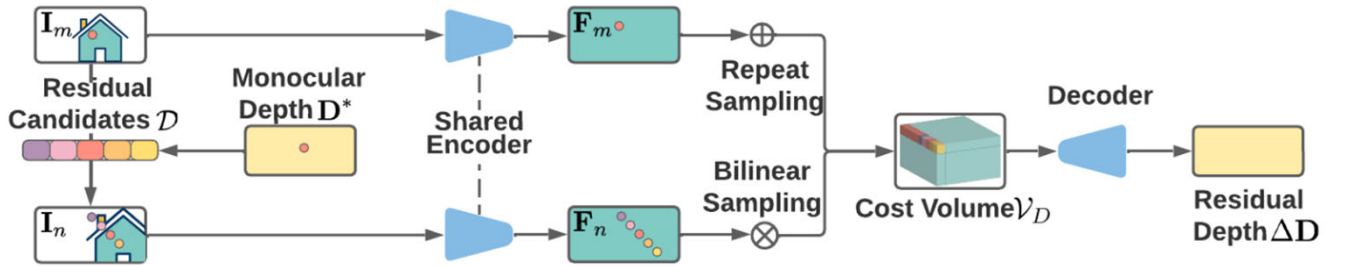 I_m
Residual
Candidates 𝒟
Monocular
Depth D*
I_n
Shared
Encoder
F_m
F_n
Repeat
Sampling
Bilinear
Sampling
Cost Volume 𝒱_D
Decoder
Residual
Depth ΔD